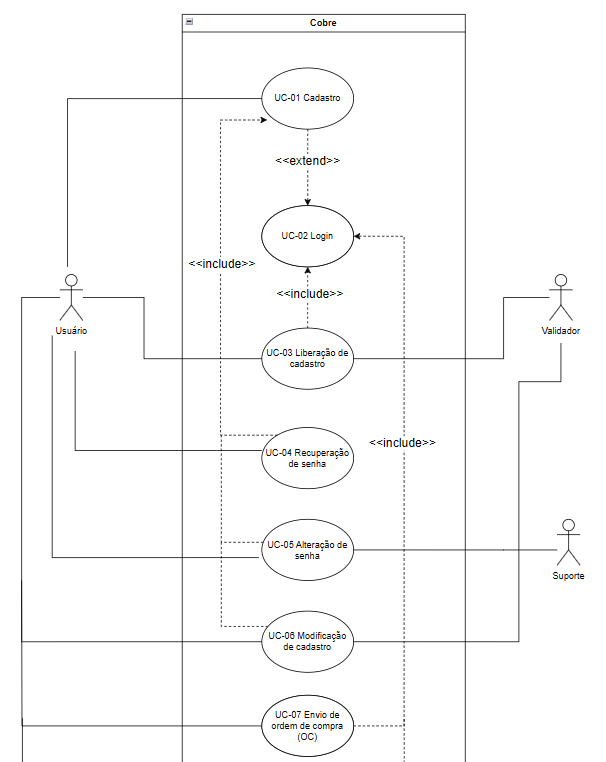 Cobre
UC-01 Cadastro
<<extend>>
UC-02 Login
<<include>>
<<include>>
Usuário
Validador
UC-03 Liberação de
cadastro
<<include>>
UC-04 Recuperação
de senha
UC-05 Alteração de
senha
Suporte
UC-06 Modificação
de cadastro
UC-07 Envio de
ordem de compra
(OC)